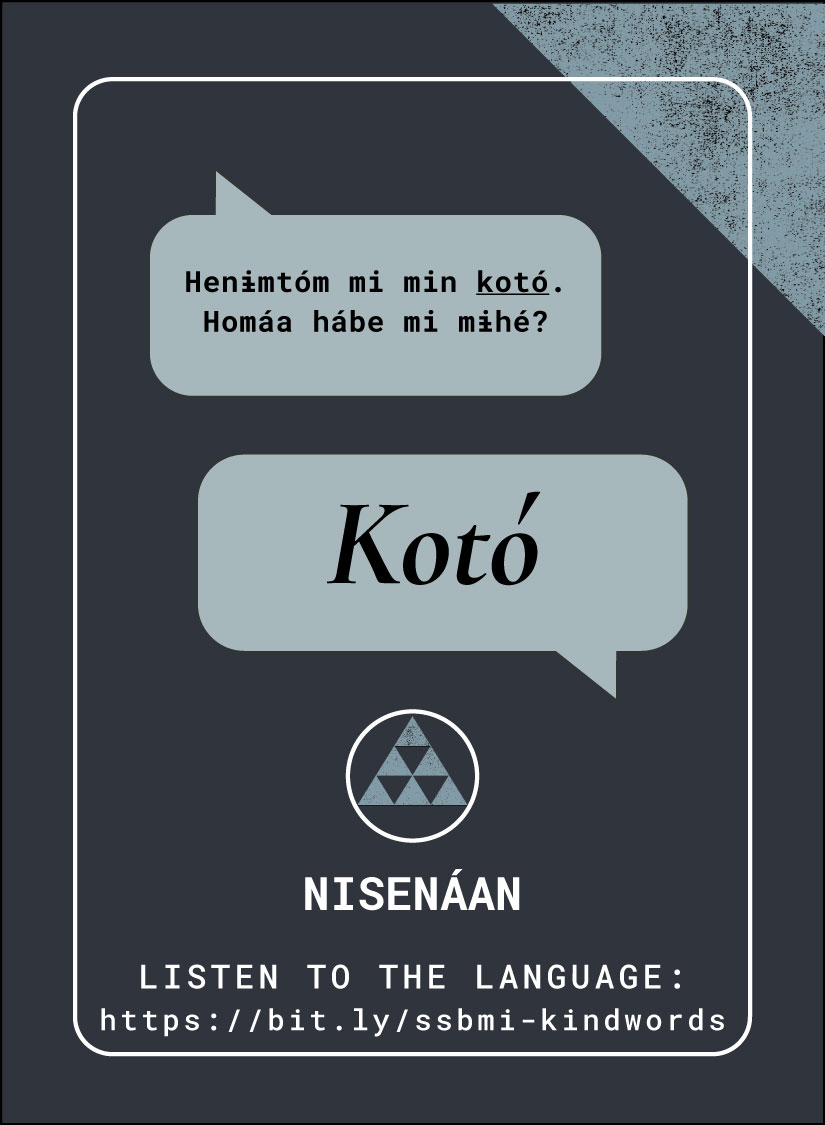 Henɨmtóm mi min kotó.
Homáa hábe mi mɨhé?
Kotó
NISENÁAN
LISTEN TO THE LANGUAGE:
https://bit.ly/ssbmi-kindwords